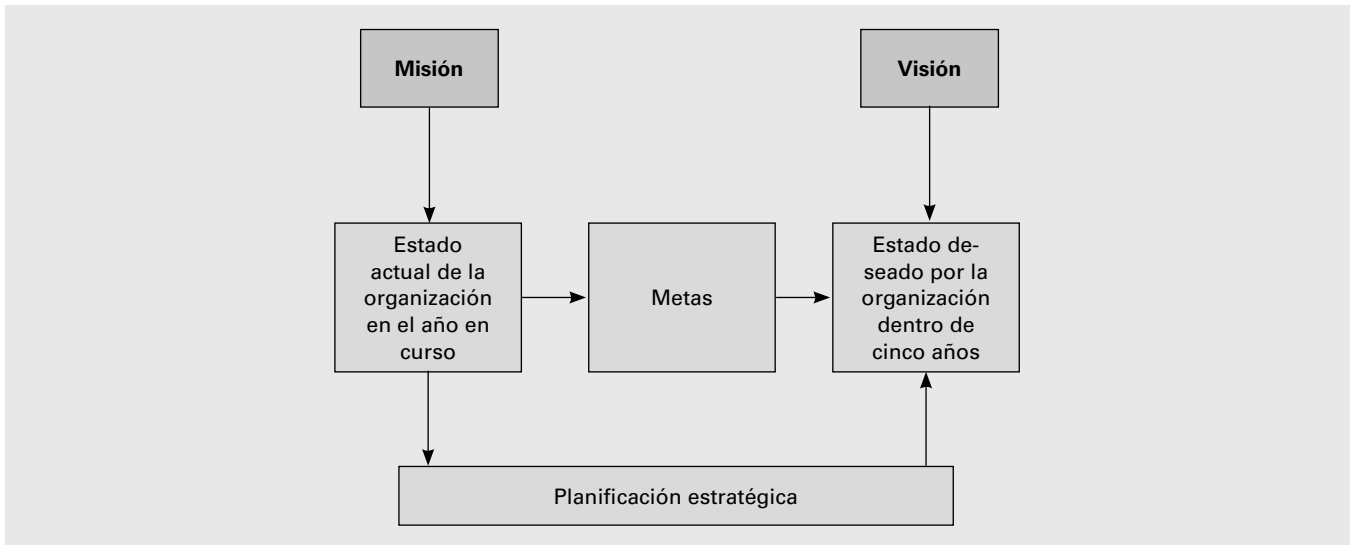 Misión
Visión
Estado
actual de la
organización
en el año en
curso
Metas
Estado de-
seado por la
organización
dentro de
cinco años
Planificación estratégica